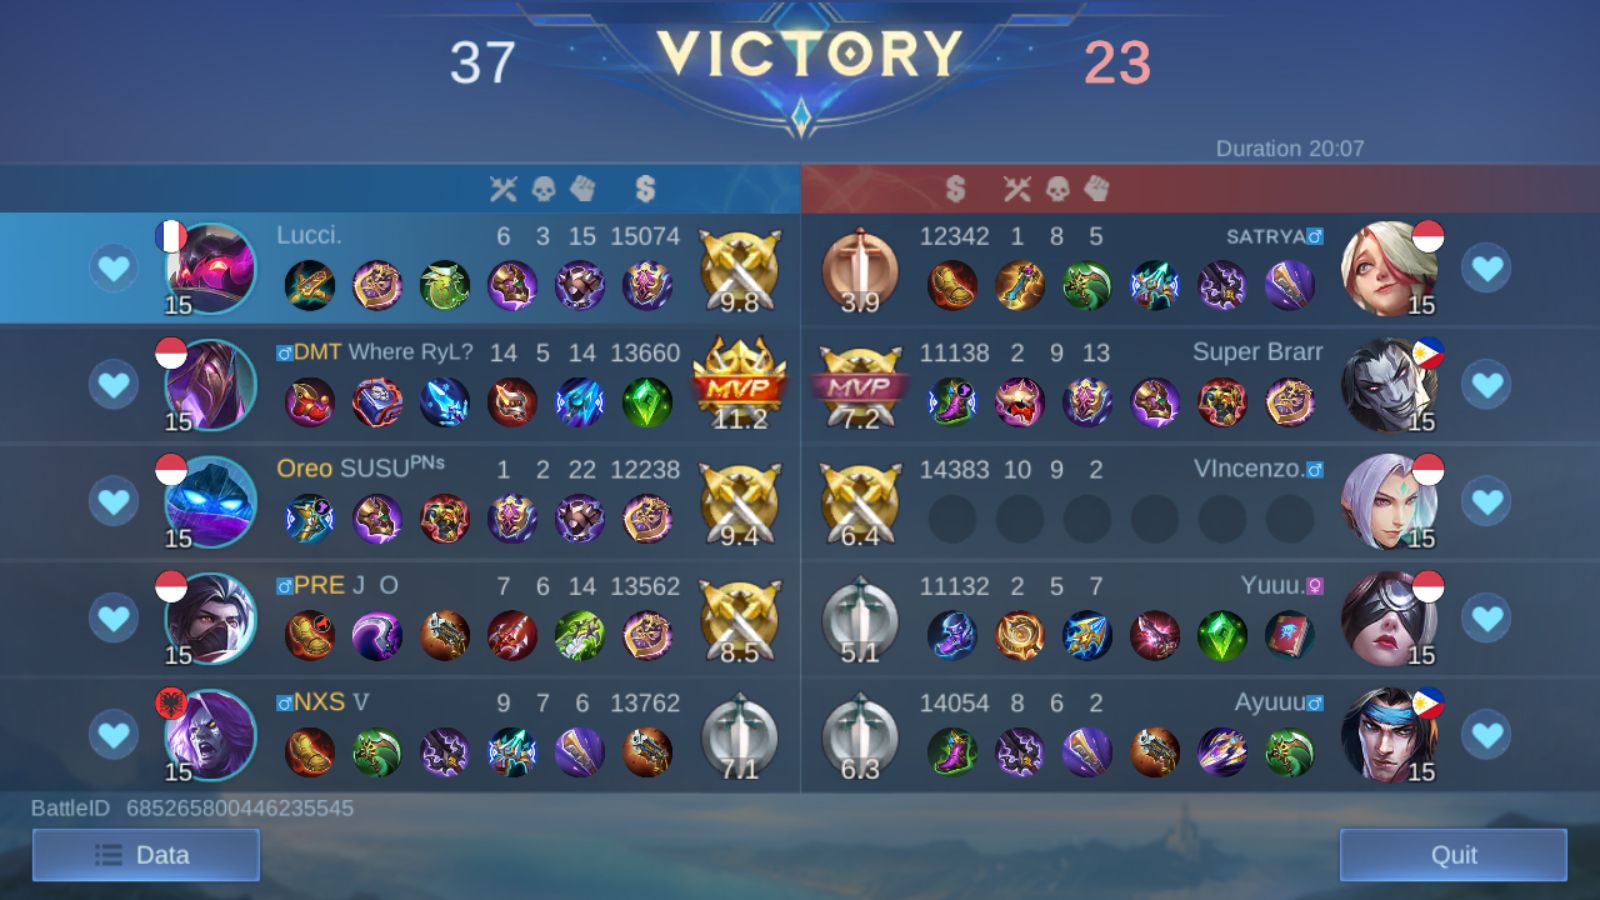 37 VICTORY 23
Duration 20:07
Lucci. 6 3 15 15074 9.8 15
3.9 12342 1 8 5 SATRYA♂ 15
♂DMT Where RyL? 14 5 14 13660 MVP 11.2 15
MVP 7.2 11138 2 9 13 Super Brarr 15
Oreo SUSUᴾᴺˢ 1 2 22 12238 9.4 15
6.4 14383 10 9 2 VIncenzo.♂ 15
♂PRE J O 7 6 14 13562 8.5 15
5.1 11132 2 5 7 Yuuu.♀ 15
♂NXS V 9 7 6 13762 7.1 15
6.3 14054 8 6 2 Ayuuu♂ 15
BattleID 685265800446235545
Data
Quit